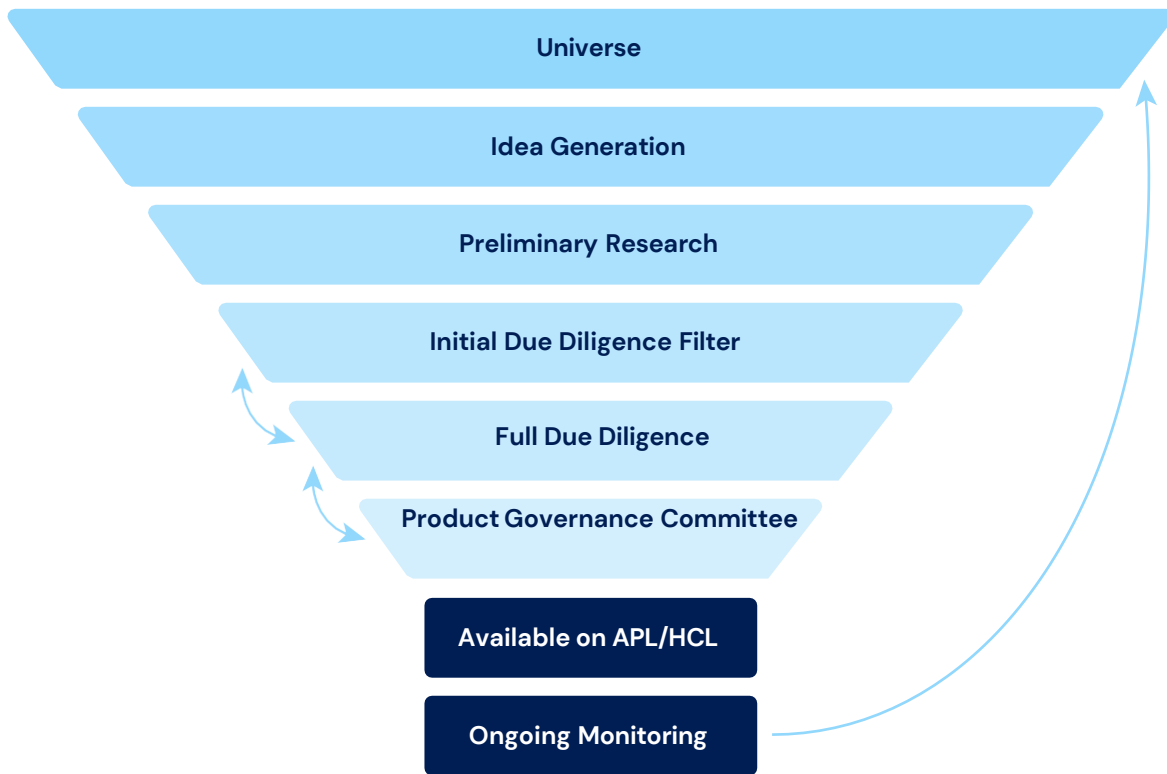 Universe
Idea Generation
Preliminary Research
Initial Due Diligence Filter
Full Due Diligence
Product Governance Committee
Available on APL/HCL
Ongoing Monitoring